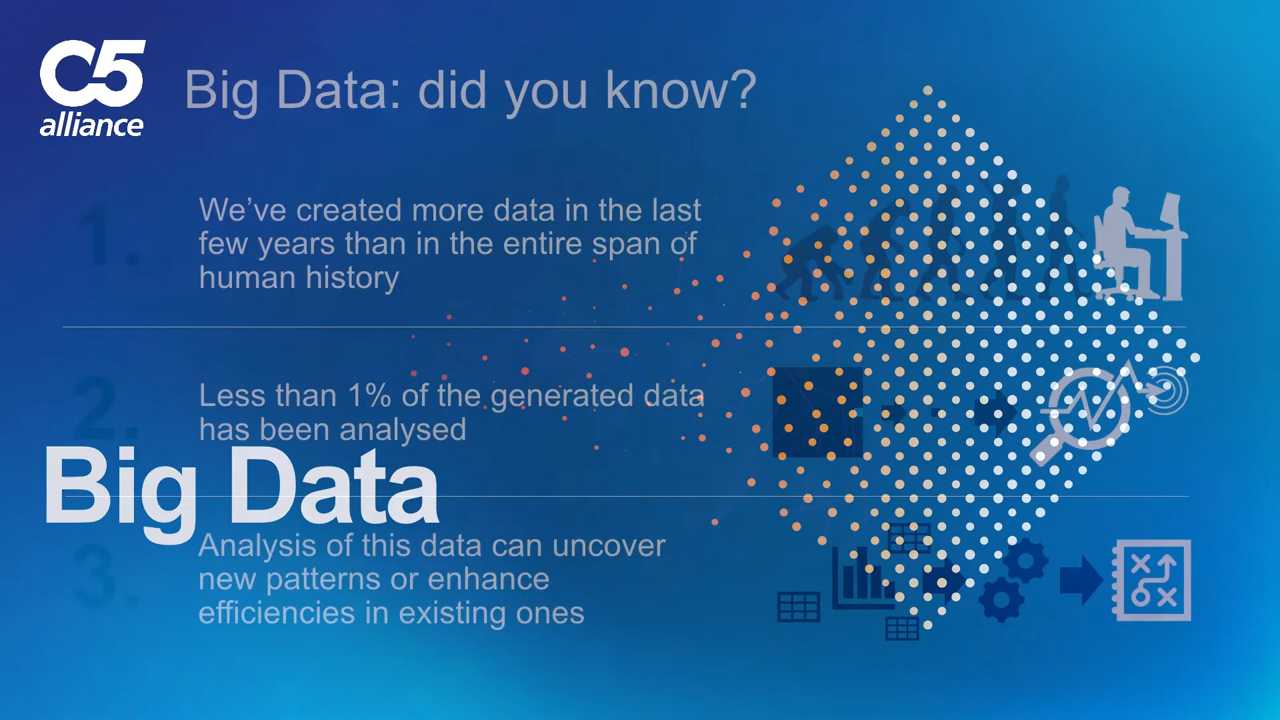 C5
alliance
Big Data: did you know?
1.
We've created more data in the last
few years than in the entire span of
human history
2.
Less than 1% of the generated data
has been analysed
Big Data
3.
Analysis of this data can uncover
new patterns or enhance
efficiencies in existing ones